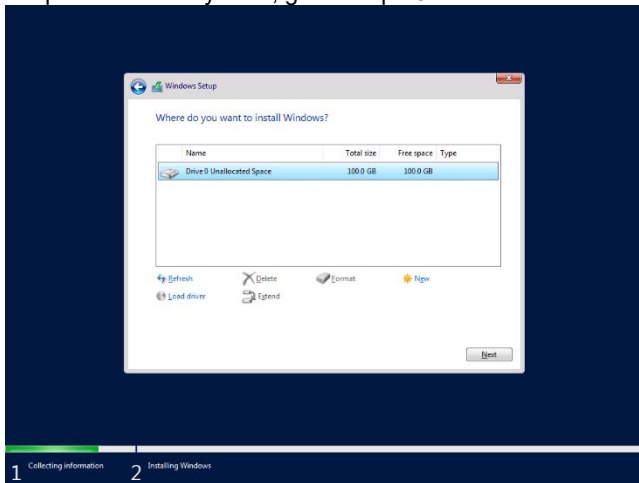 Windows Setup
Where do you want to install Windows?
Name Total size Free space Type
Drive 0 Unallocated Space 100.0 GB 100.0 GB
Refresh Delete Format New
Load driver Extend
Next
1 Collecting information 2 Installing Windows